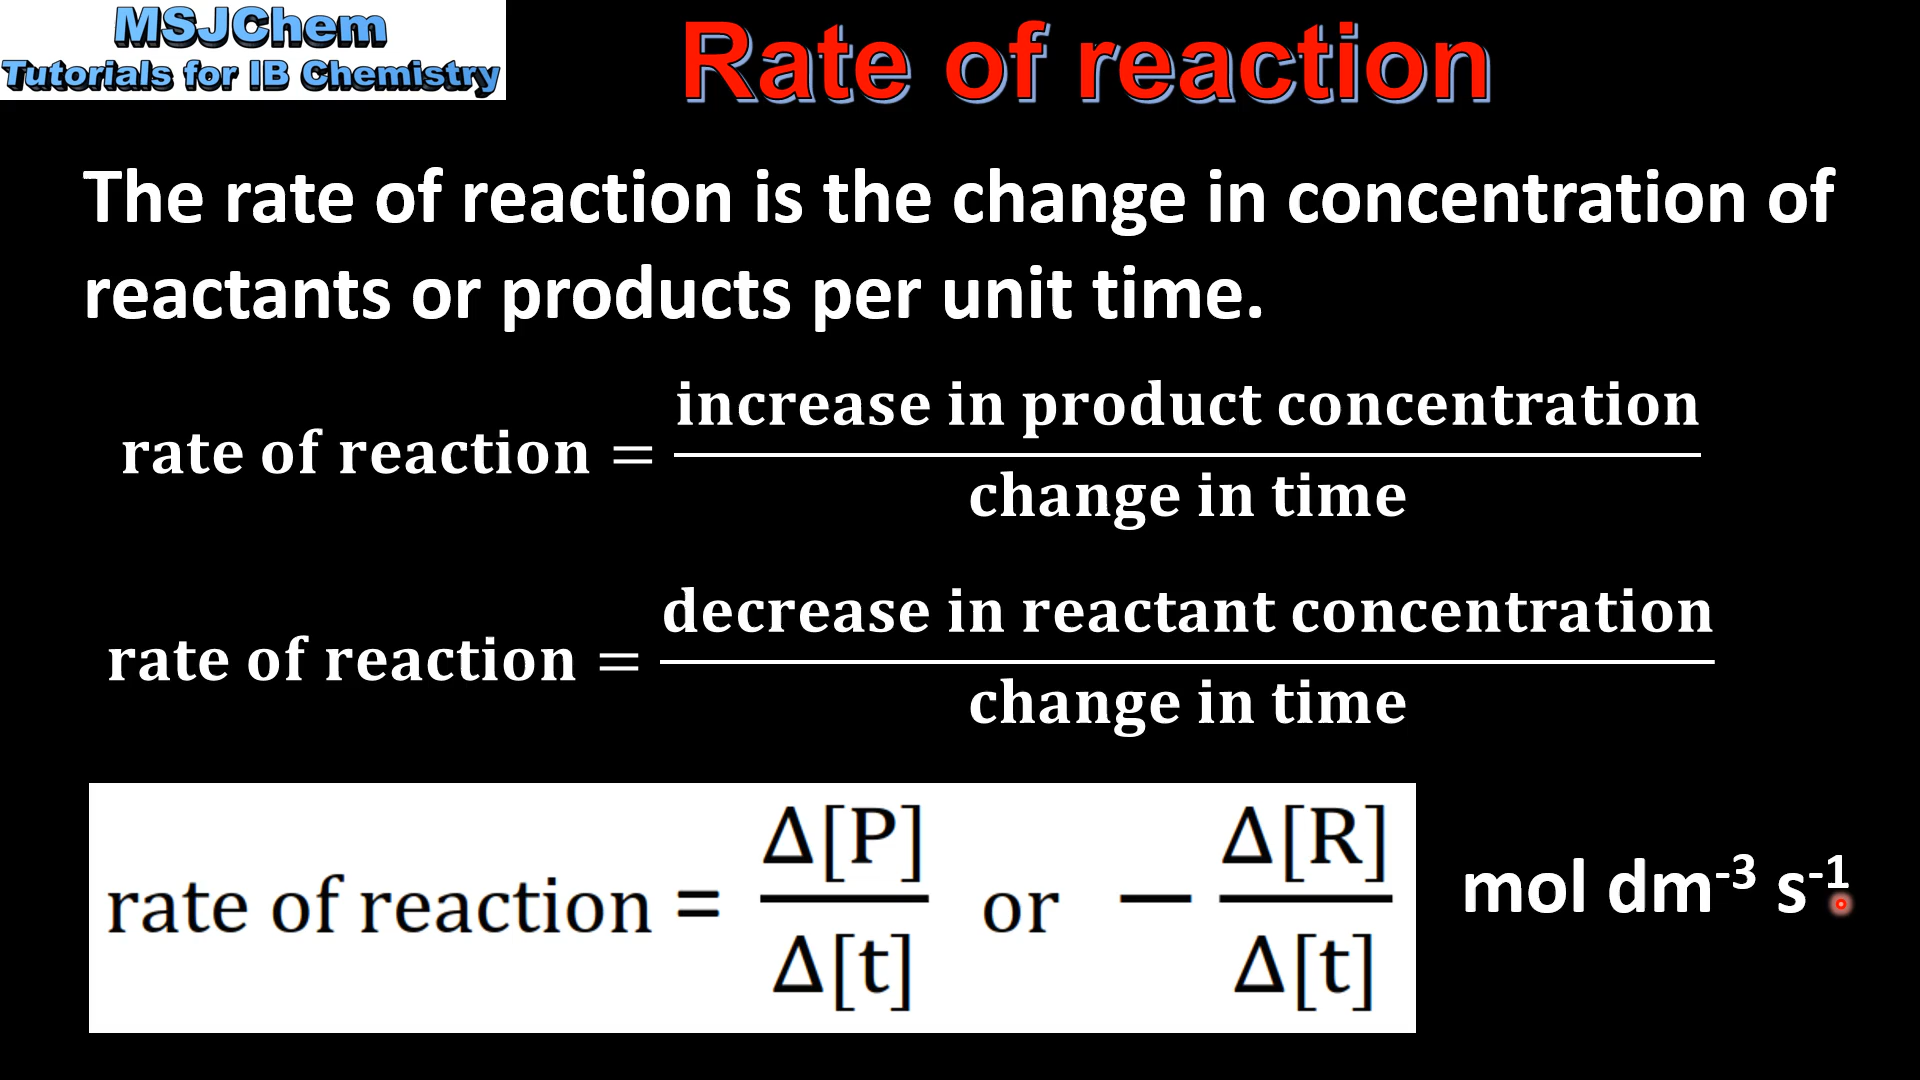 MSJChem
Tutorials for IB Chemistry
Rate of reaction
The rate of reaction is the change in concentration of
reactants or products per unit time.
rate of reaction = increase in product concentration / change in time
rate of reaction = decrease in reactant concentration / change in time
rate of reaction = Δ[P] / Δ[t] or − Δ[R] / Δ[t] mol dm⁻³ s⁻¹